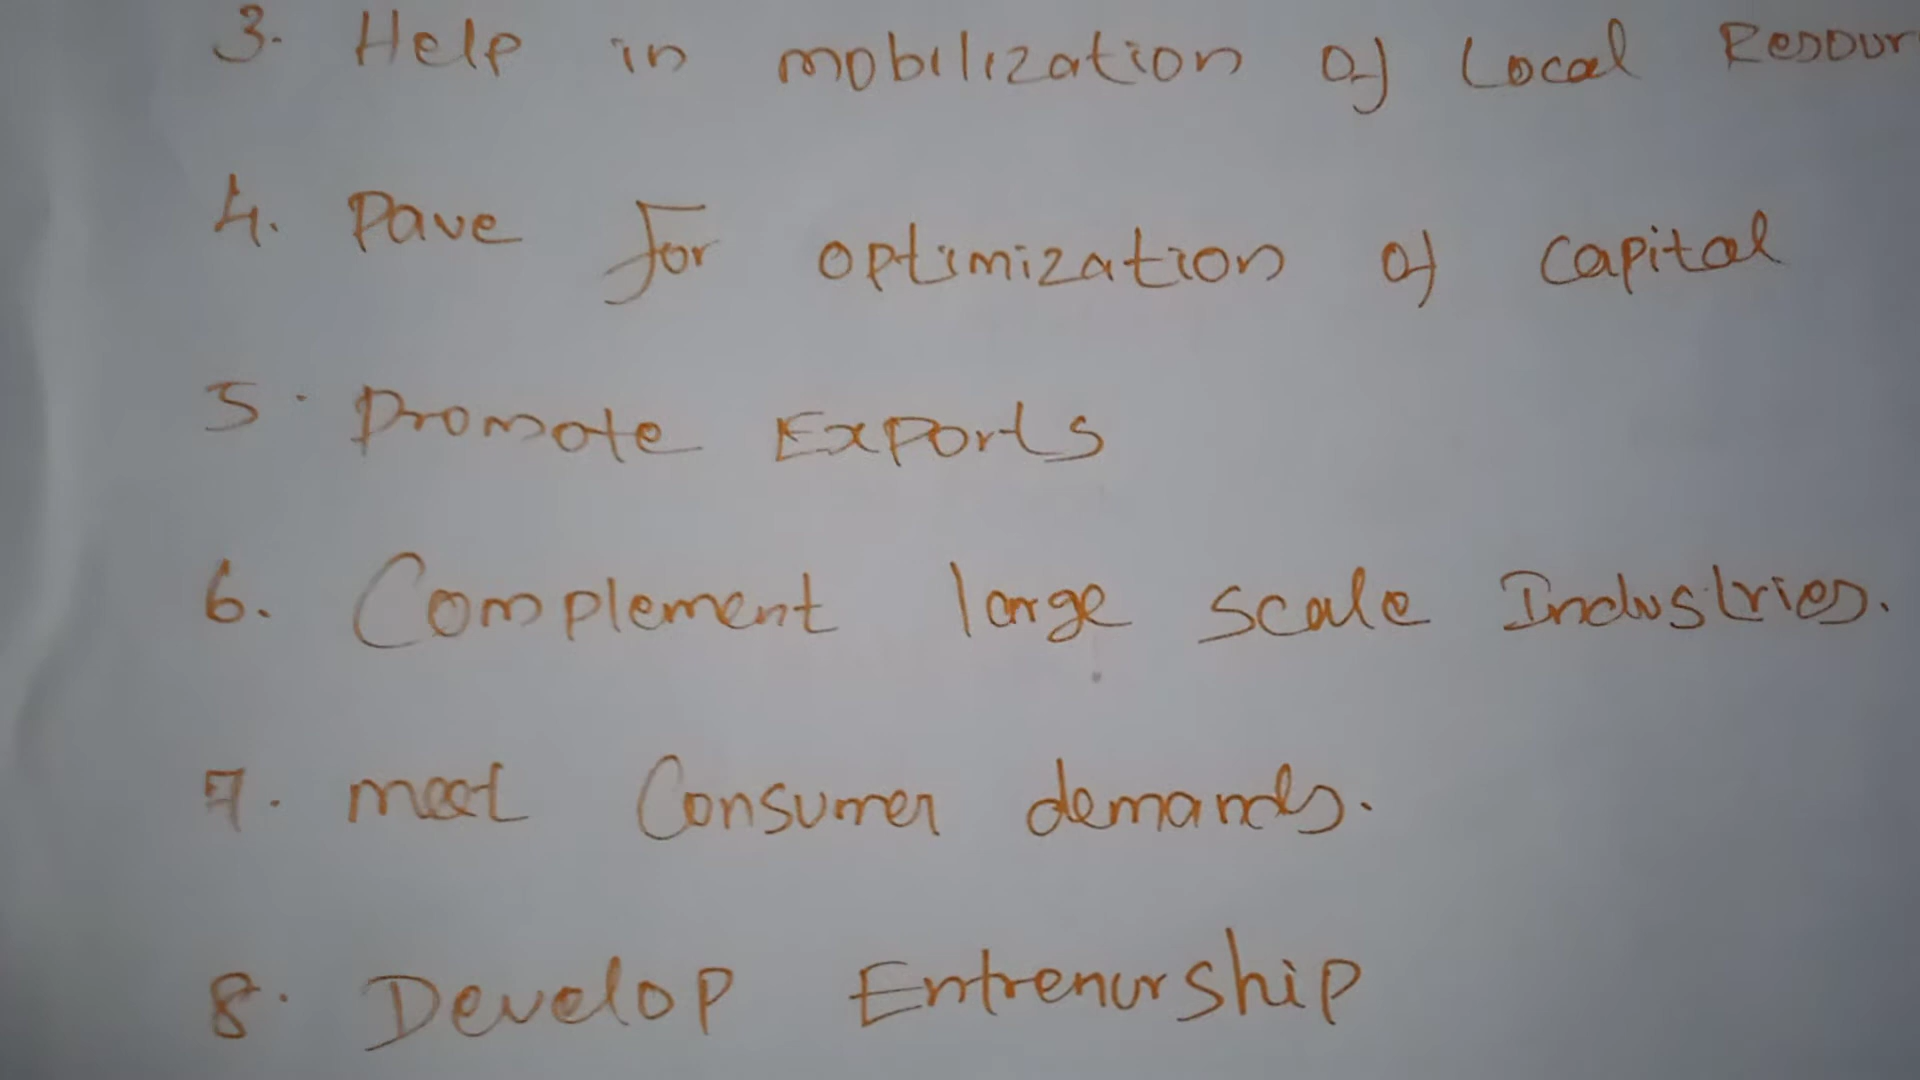 3. Help in mobilization of Local Resour
4. Pave for optimization of capital
5. Promote Exports
6. Complement large scale Industries.
7. meet Consumer demands.
8. Develop Entrenurship